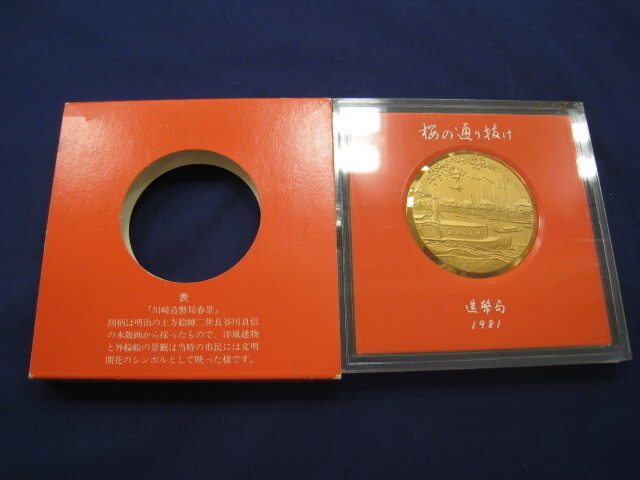 表
「川崎造幣局春景」
図柄は明治の上方絵師二世長谷川貞信
の木版画から採ったもので、洋風建物
と外輪船の景観は当時の市民には文明
開花のシンボルとして映った様です。
桜の通り抜け
造幣局
1981